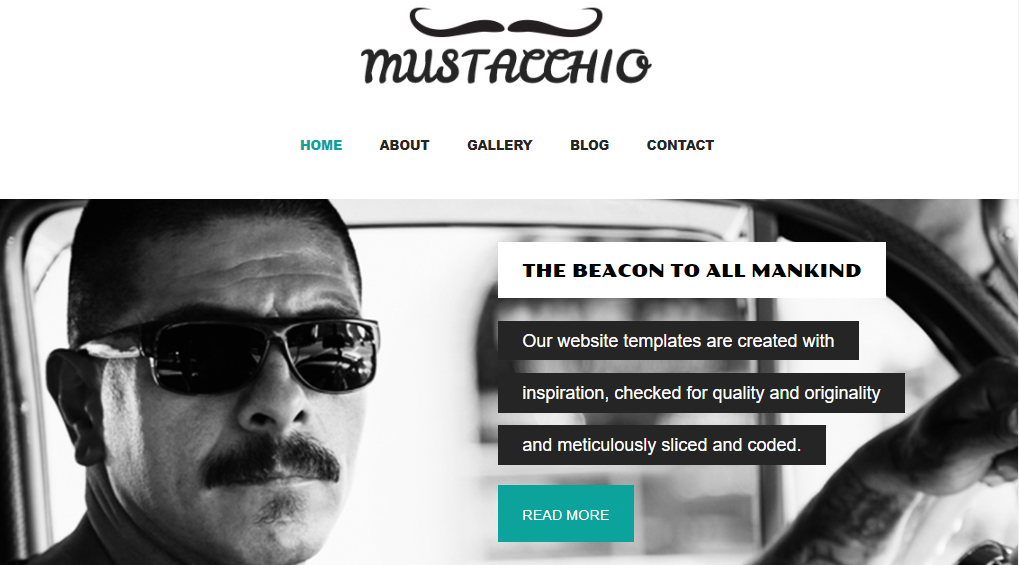 MUSTACCHIO
HOME ABOUT GALLERY BLOG CONTACT
THE BEACON TO ALL MANKIND
Our website templates are created with
inspiration, checked for quality and originality
and meticulously sliced and coded.
READ MORE